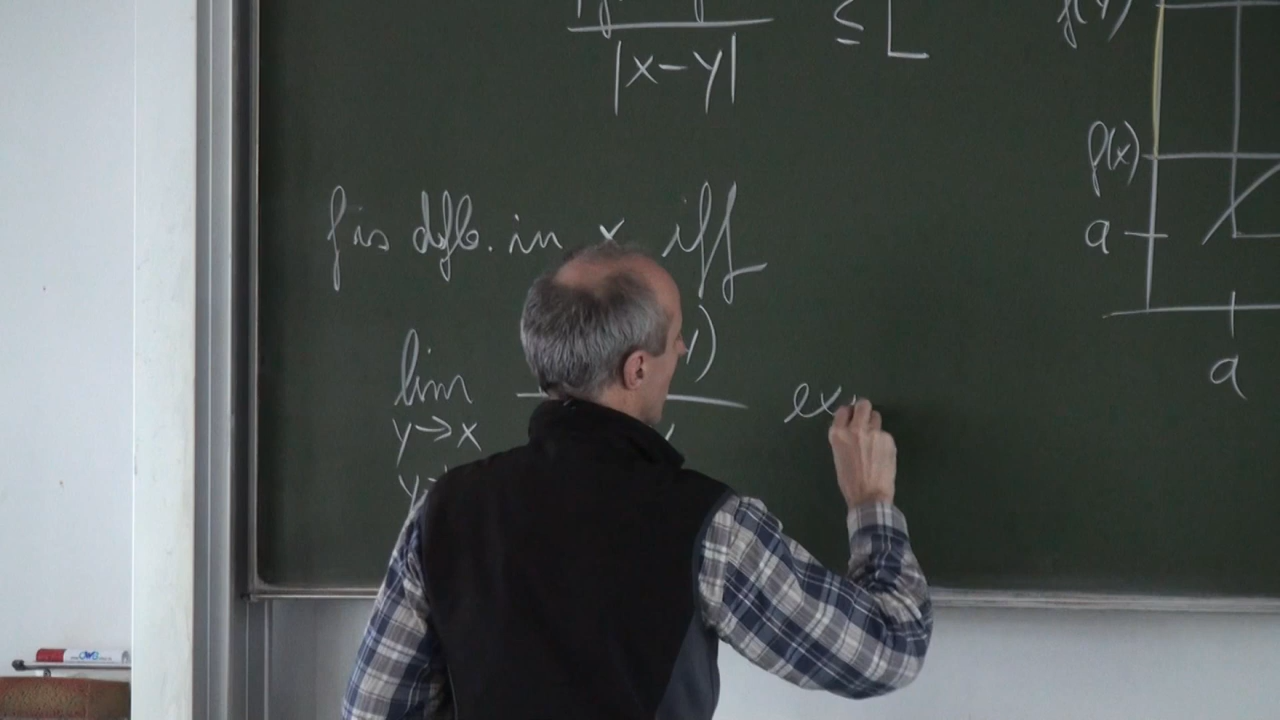 |x-y|
≤ L
f(x)
a
a
f is diffb. in x iff
lim
y→x
ex